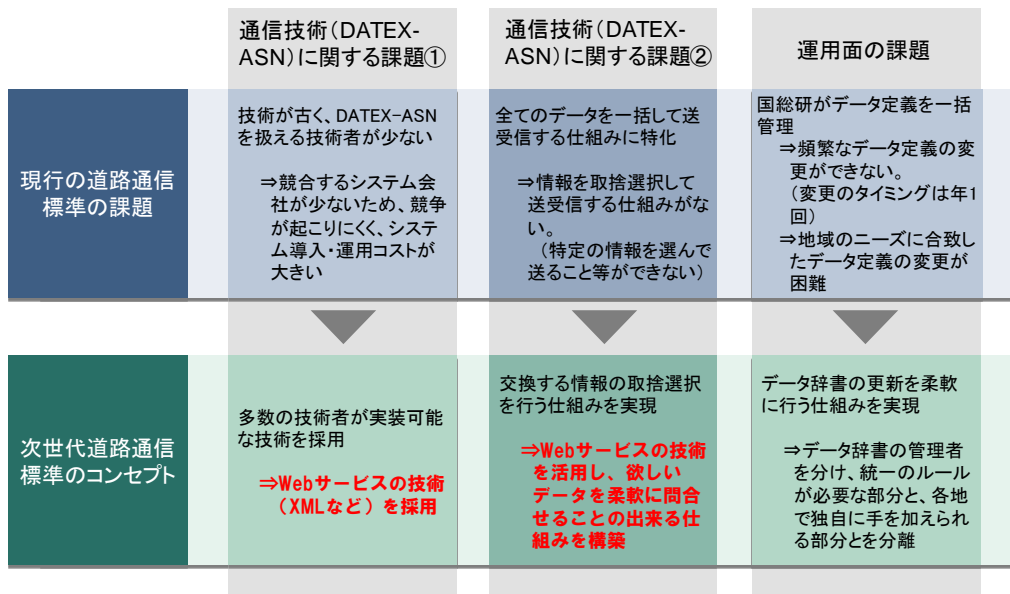 通信技術(DATEX-
ASN)に関する課題①
通信技術(DATEX-
ASN)に関する課題②
運用面の課題
現行の道路通信
標準の課題
技術が古く、DATEX-ASN
を扱える技術者が少ない
⇒競合するシステム会
社が少ないため、競争
が起こりにくく、システ
ム導入・運用コストが
大きい
全てのデータを一括して送
受信する仕組みに特化
⇒情報を取捨選択して
送受信する仕組みがな
い。
(特定の情報を選んで
送ること等ができない)
国総研がデータ定義を一括
管理
⇒頻繁なデータ定義の変
更ができない。
(変更のタイミングは年1
回)
⇒地域のニーズに合致し
たデータ定義の変更が
困難
次世代道路通信
標準のコンセプト
多数の技術者が実装可能
な技術を採用
⇒Webサービスの技術
(XMLなど)を採用
交換する情報の取捨選択
を行う仕組みを実現
⇒Webサービスの技術
を活用し、欲しい
データを柔軟に問合
せることの出来る仕
組みを構築
データ辞書の更新を柔軟
に行う仕組みを実現
⇒データ辞書の管理者
を分け、統一のルール
が必要な部分と、各地
で独自に手を加えられ
る部分とを分離